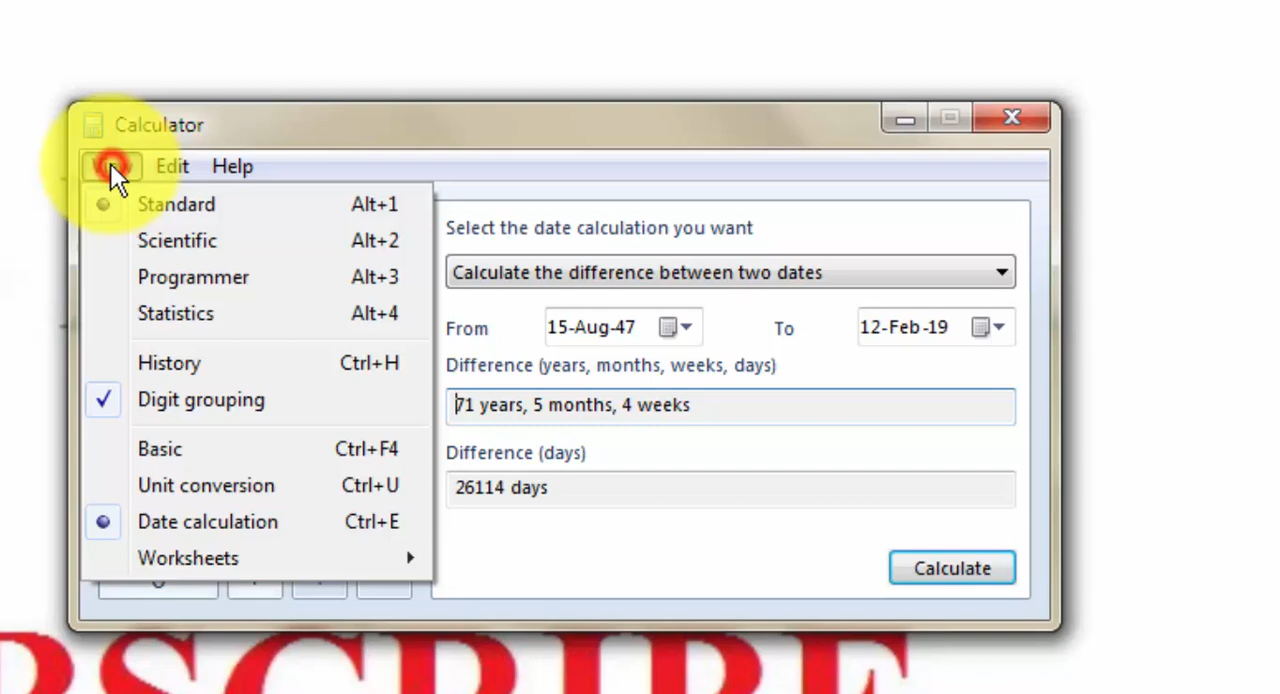 Calculator
Edit Help
Standard Alt+1
Scientific Alt+2
Programmer Alt+3
Statistics Alt+4
History Ctrl+H
Digit grouping
Basic Ctrl+F4
Unit conversion Ctrl+U
Date calculation Ctrl+E
Worksheets
Select the date calculation you want
Calculate the difference between two dates
From 15-Aug-47 To 12-Feb-19
Difference (years, months, weeks, days)
71 years, 5 months, 4 weeks
Difference (days)
26114 days
Calculate
BSCRIBE